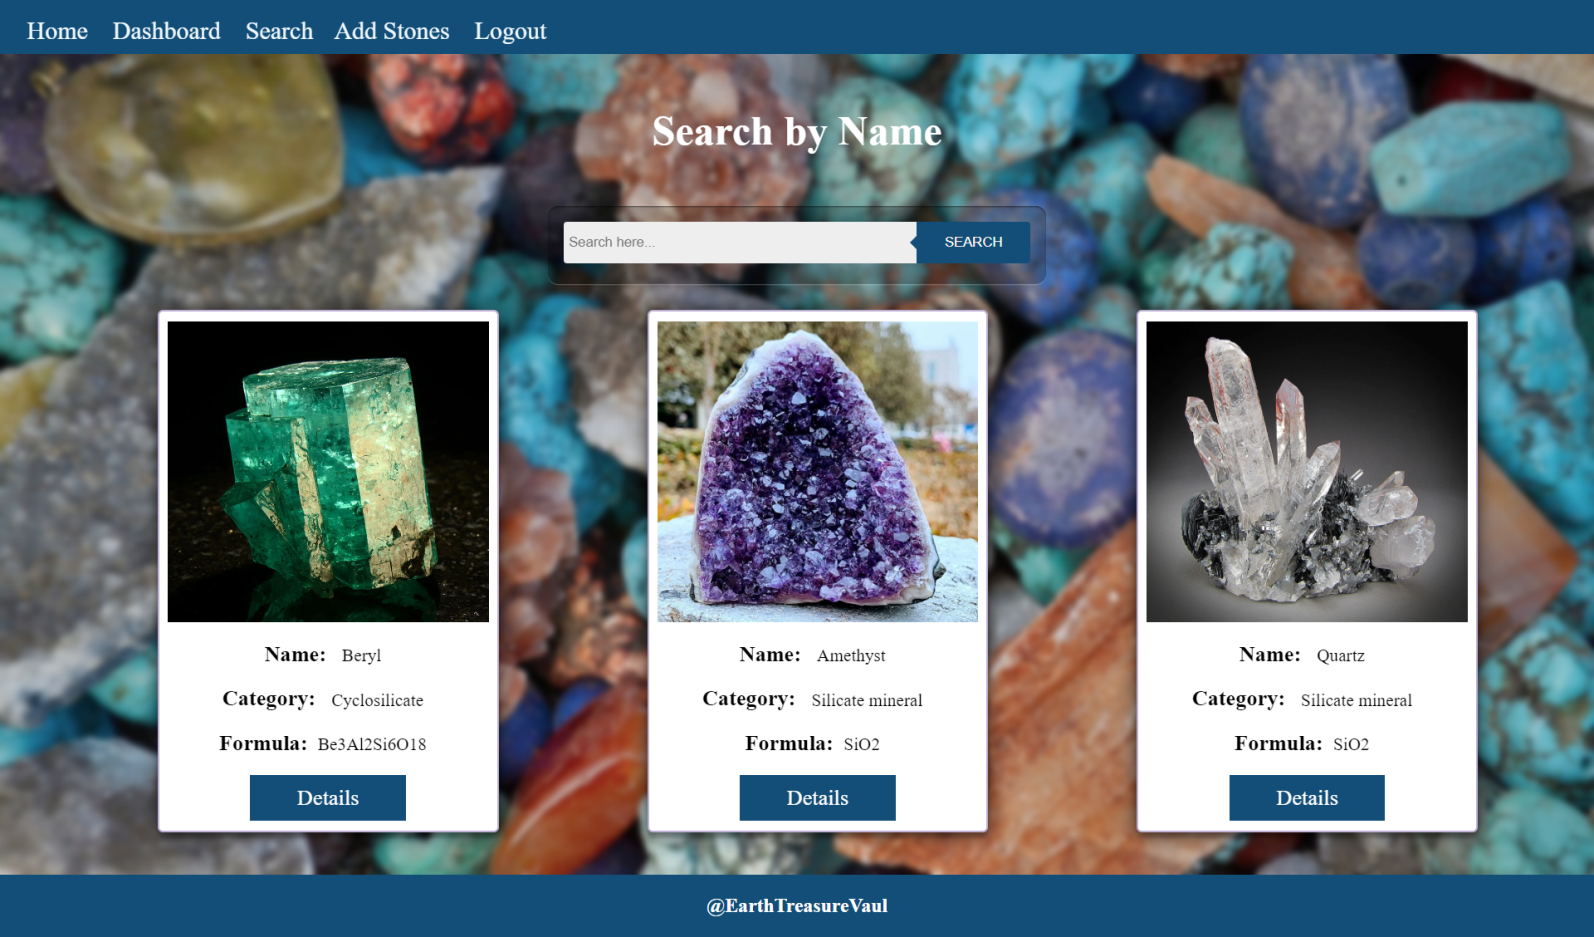 Home Dashboard Search Add Stones Logout
Search by Name
Search here... SEARCH
Name: Beryl
Category: Cyclosilicate
Formula: Be3Al2Si6O18
Details
Name: Amethyst
Category: Silicate mineral
Formula: SiO2
Details
Name: Quartz
Category: Silicate mineral
Formula: SiO2
Details
@EarthTreasureVaul